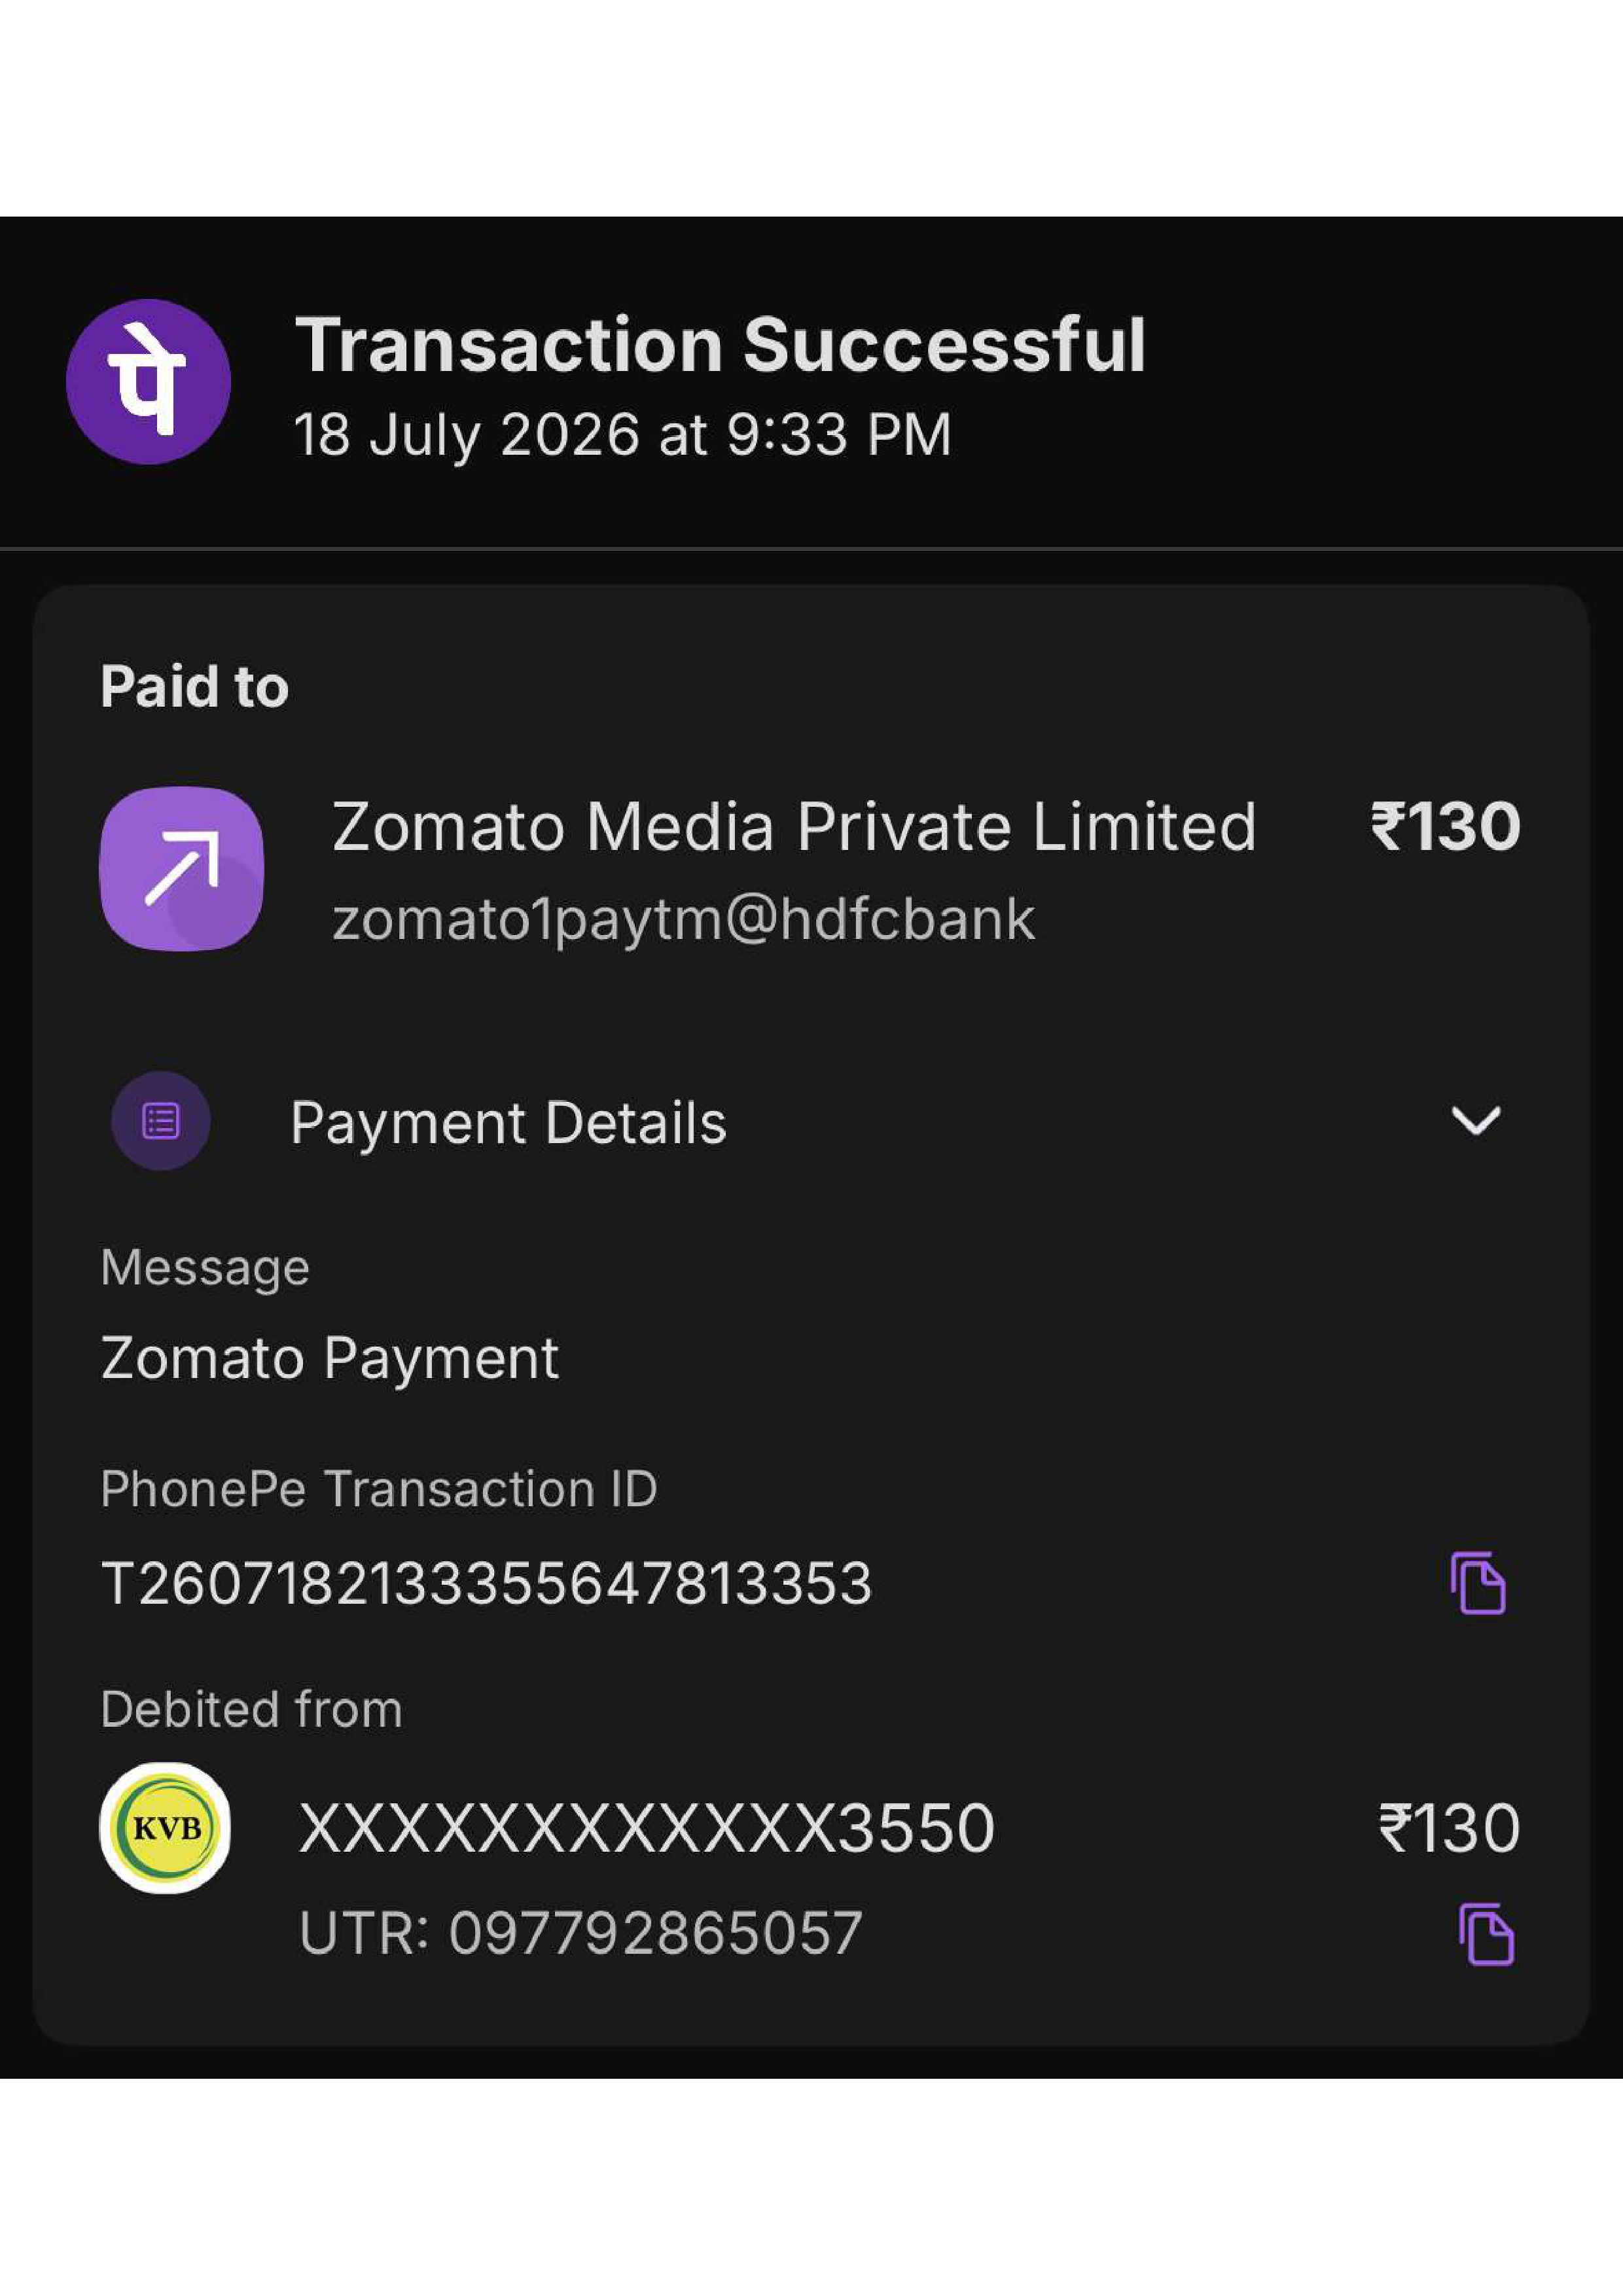 पे
Transaction Successful
18 July 2026 at 9:33 PM
Paid to
Zomato Media Private Limited ₹130
zomato1paytm@hdfcbank
Payment Details
Message
Zomato Payment
PhonePe Transaction ID
T2607182133355647813353
Debited from
KVB XXXXXXXXXXXX3550 ₹130
UTR: 097792865057